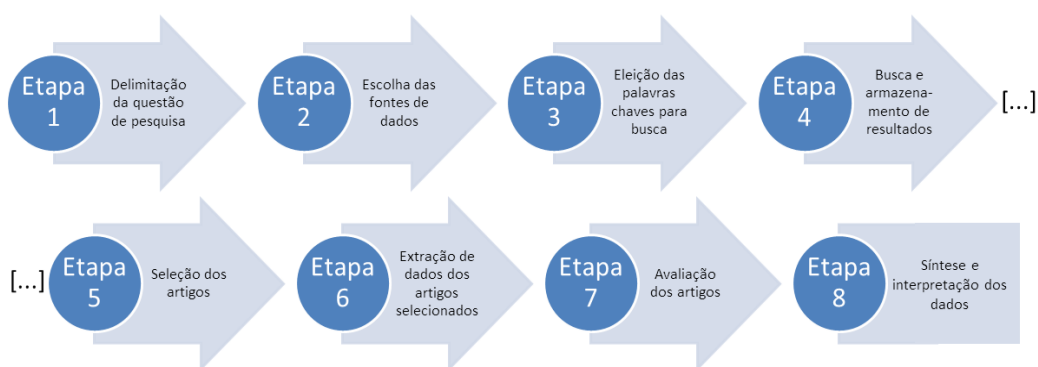 Etapa
1
Delimitação
da questão
de pesquisa
Etapa
2
Escolha das
fontes de
dados
Etapa
3
Eleição das
palavras
chaves para
busca
Etapa
4
Busca e
armazena-
mento de
resultados
[...]
[...]
Etapa
5
Seleção dos
artigos
Etapa
6
Extração de
dados dos
artigos
selecionados
Etapa
7
Avaliação
dos artigos
Etapa
8
Síntese e
interpretação dos
dados